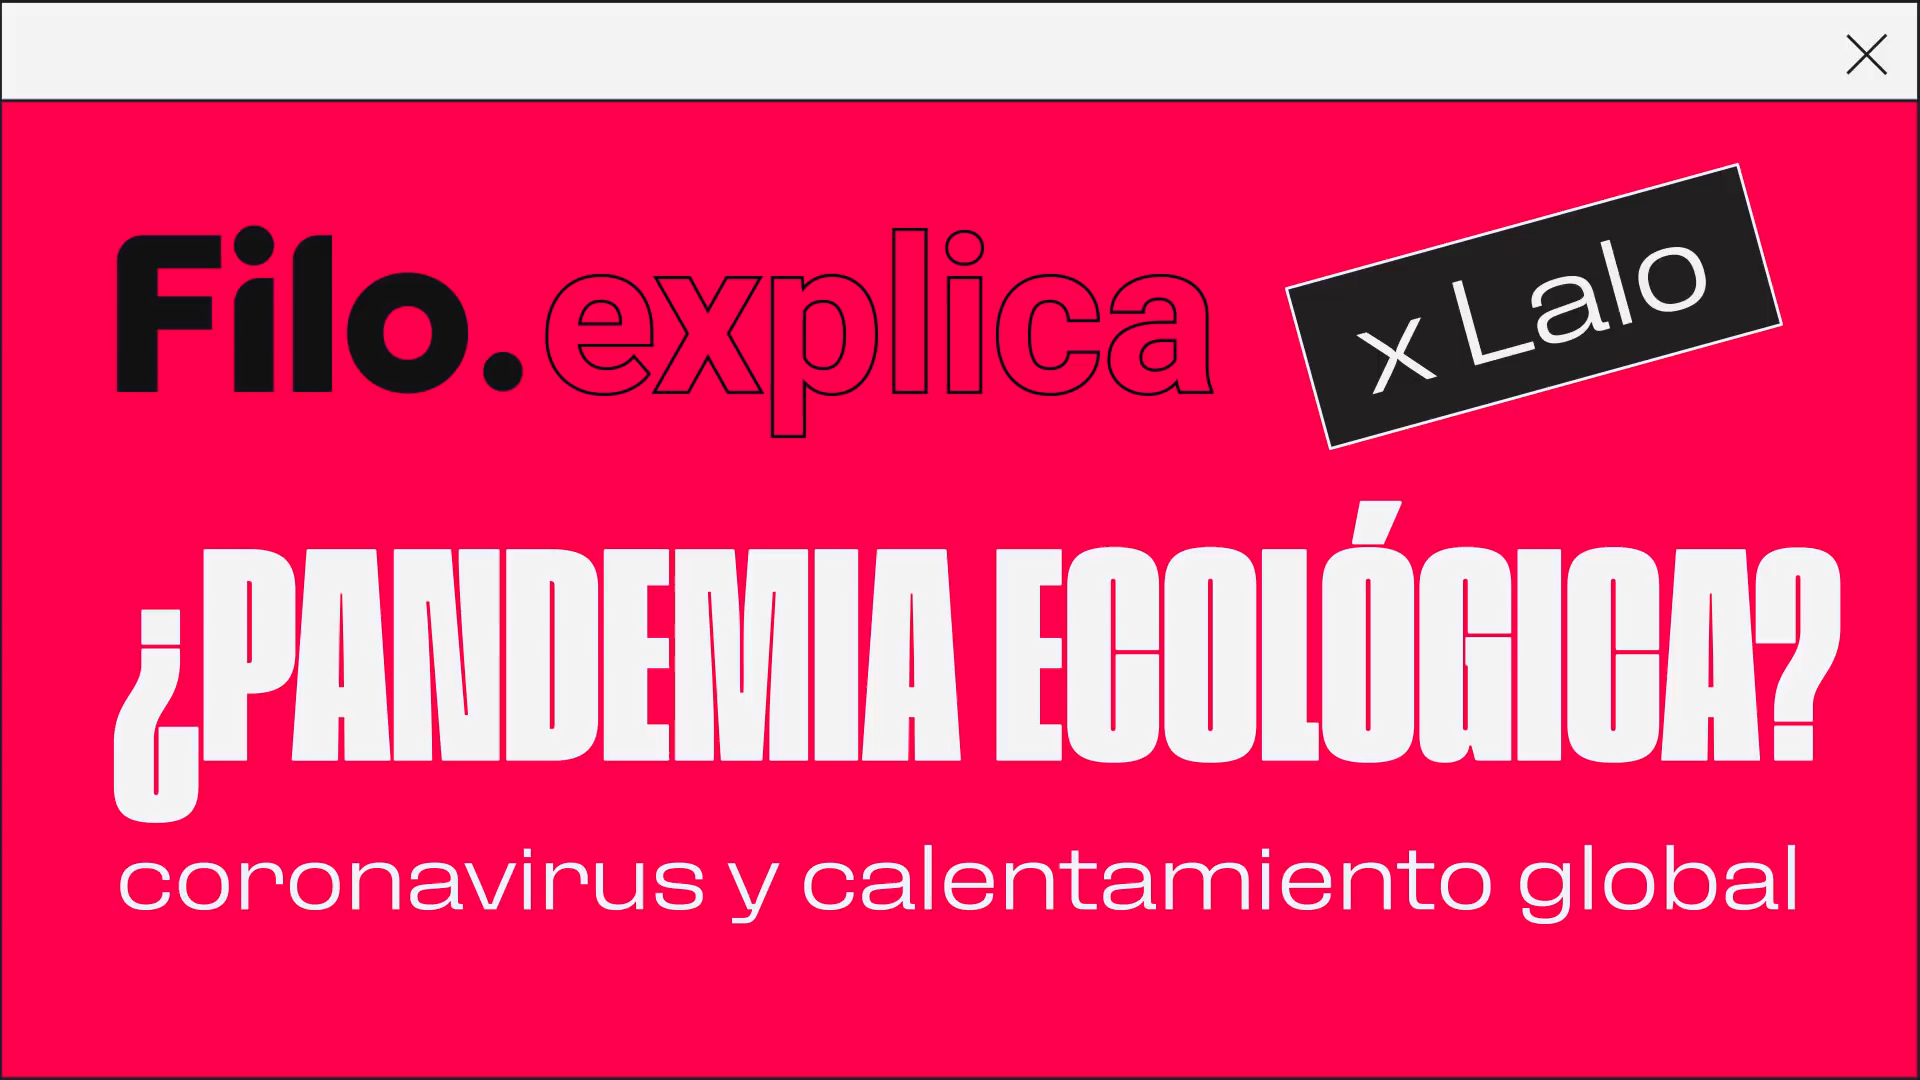 Filo.explica x Lalo
¿PANDEMIA ECOLÓGICA?
coronavirus y calentamiento global